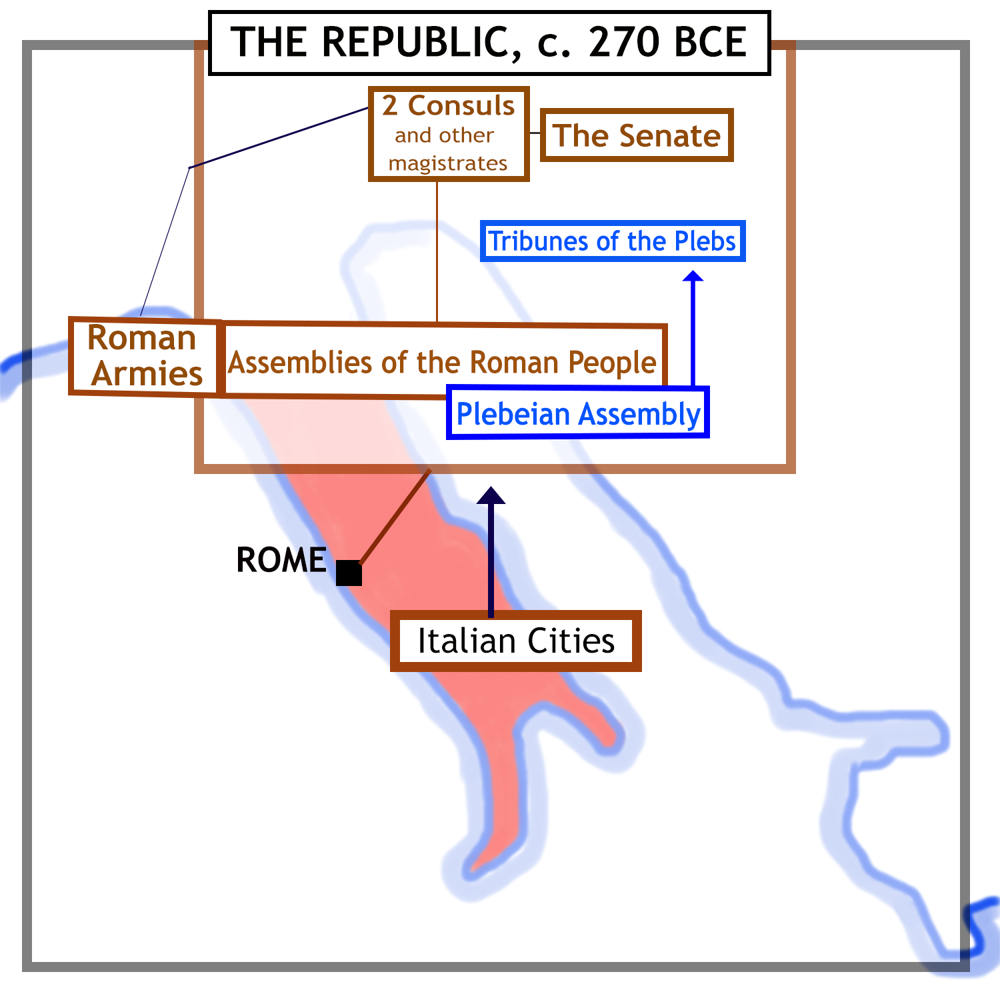 THE REPUBLIC, c. 270 BCE
2 Consuls
and other
magistrates
The Senate
Tribunes of the Plebs
Roman
Armies
Assemblies of the Roman People
Plebeian Assembly
ROME
Italian Cities